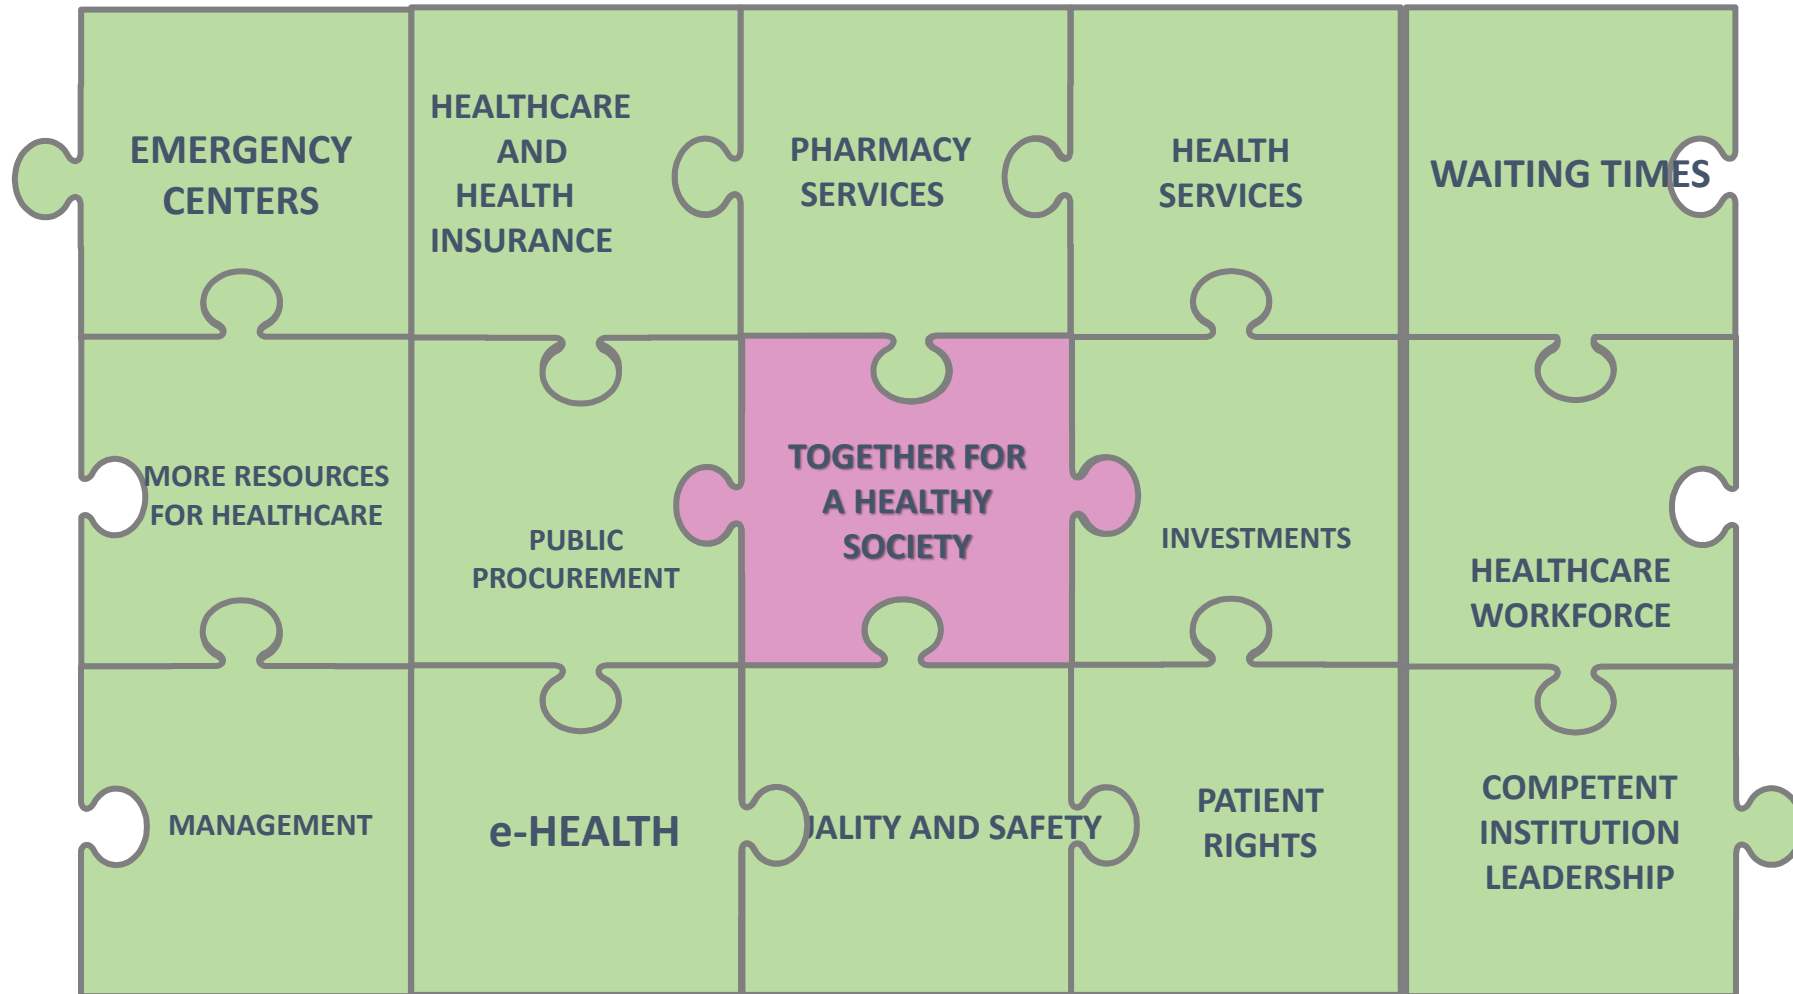 EMERGENCY
CENTERS
HEALTHCARE
AND
HEALTH
INSURANCE
PHARMACY
SERVICES
HEALTH
SERVICES
WAITING TIMES
MORE RESOURCES
FOR HEALTHCARE
PUBLIC
PROCUREMENT
TOGETHER FOR
A HEALTHY
SOCIETY
INVESTMENTS
HEALTHCARE
WORKFORCE
MANAGEMENT
e-HEALTH
UALITY AND SAFETY
PATIENT
RIGHTS
COMPETENT
INSTITUTION
LEADERSHIP